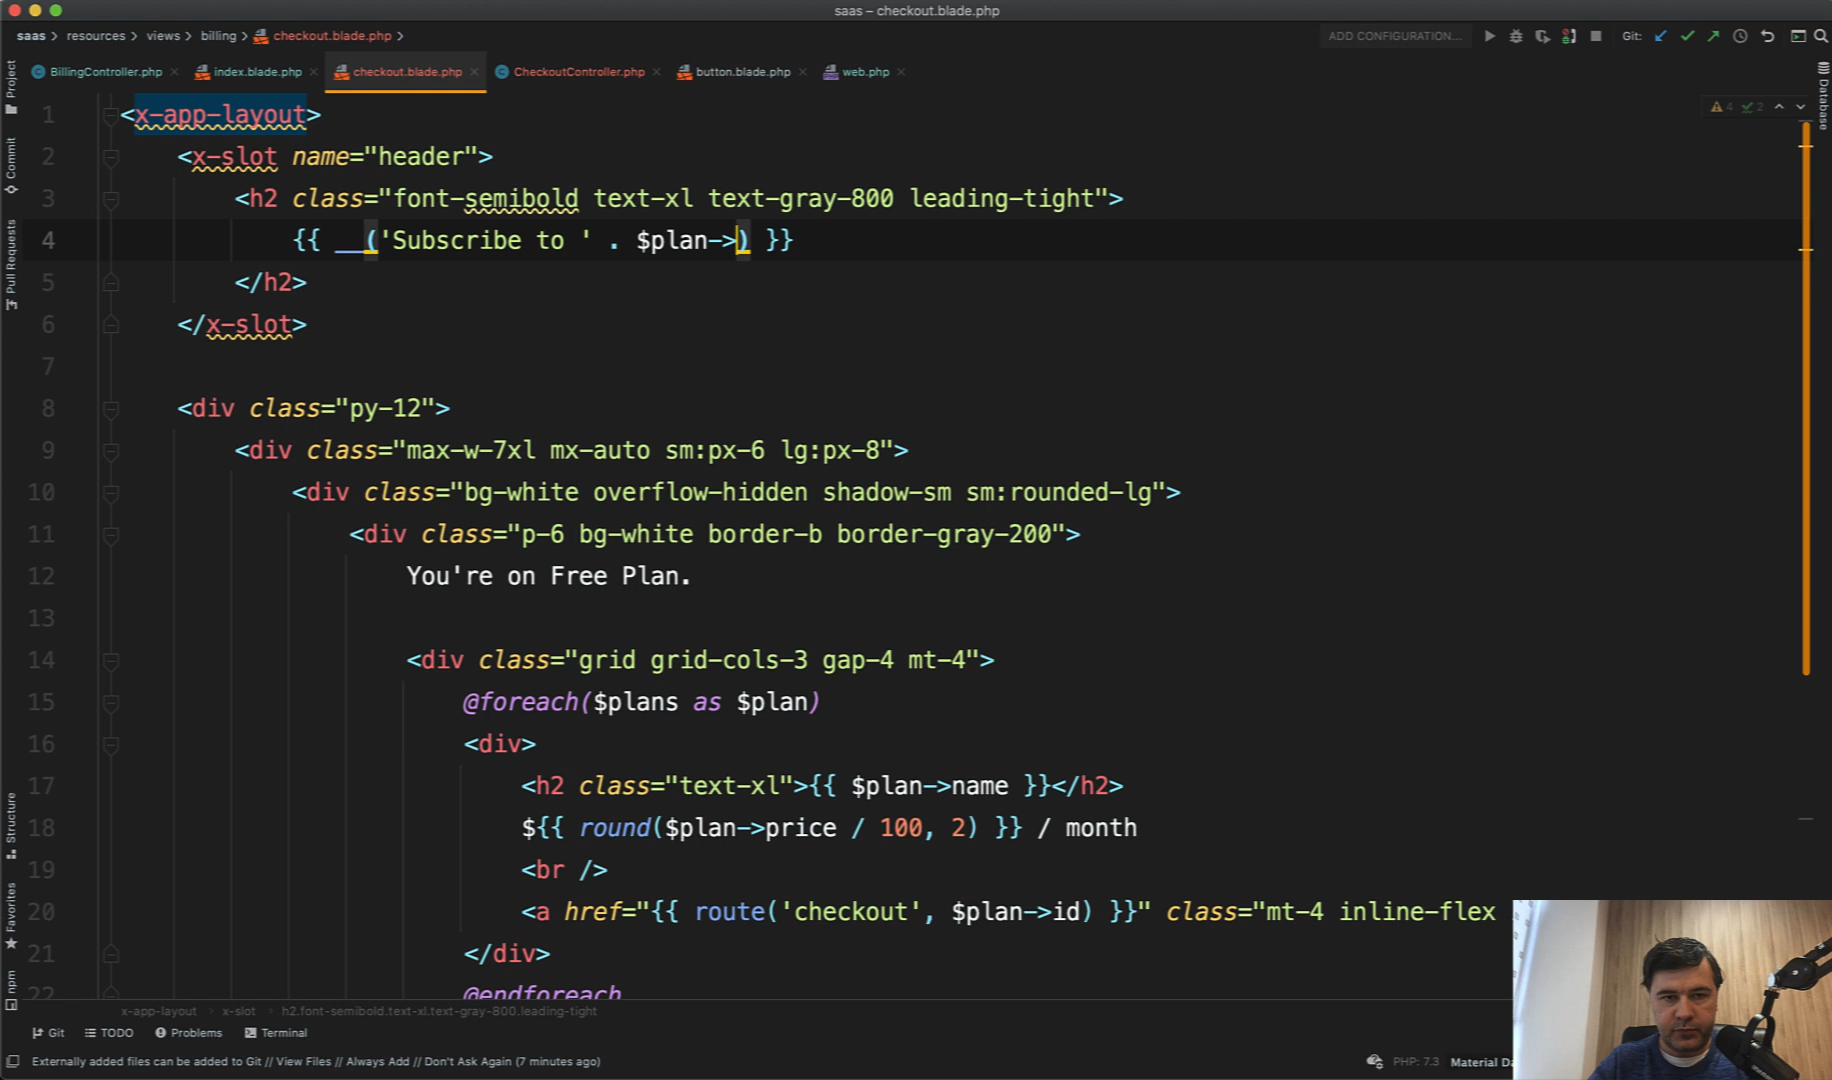 saas – checkout.blade.php
saas > resources > views > billing > checkout.blade.php >
ADD CONFIGURATION...
Git:
BillingController.php
index.blade.php
checkout.blade.php
CheckoutController.php
button.blade.php
web.php
Project
Commit
Pull Requests
Structure
Favorites
npm
Database
4 2
1 <x-app-layout>
2 <x-slot name="header">
3 <h2 class="font-semibold text-xl text-gray-800 leading-tight">
4 {{ __('Subscribe to ' . $plan->) }}
5 </h2>
6 </x-slot>
7
8 <div class="py-12">
9 <div class="max-w-7xl mx-auto sm:px-6 lg:px-8">
10 <div class="bg-white overflow-hidden shadow-sm sm:rounded-lg">
11 <div class="p-6 bg-white border-b border-gray-200">
12 You're on Free Plan.
13
14 <div class="grid grid-cols-3 gap-4 mt-4">
15 @foreach($plans as $plan)
16 <div>
17 <h2 class="text-xl">{{ $plan->name }}</h2>
18 ${{ round($plan->price / 100, 2) }} / month
19 <br />
20 <a href="{{ route('checkout', $plan->id) }}" class="mt-4 inline-flex
21 </div>
22 @endforeach
x-app-layout > x-slot > h2.font-semibold.text-xl.text-gray-800.leading-tight
Git
TODO
Problems
Terminal
Externally added files can be added to Git // View Files // Always Add // Don't Ask Again (7 minutes ago)
PHP: 7.3
Material Da